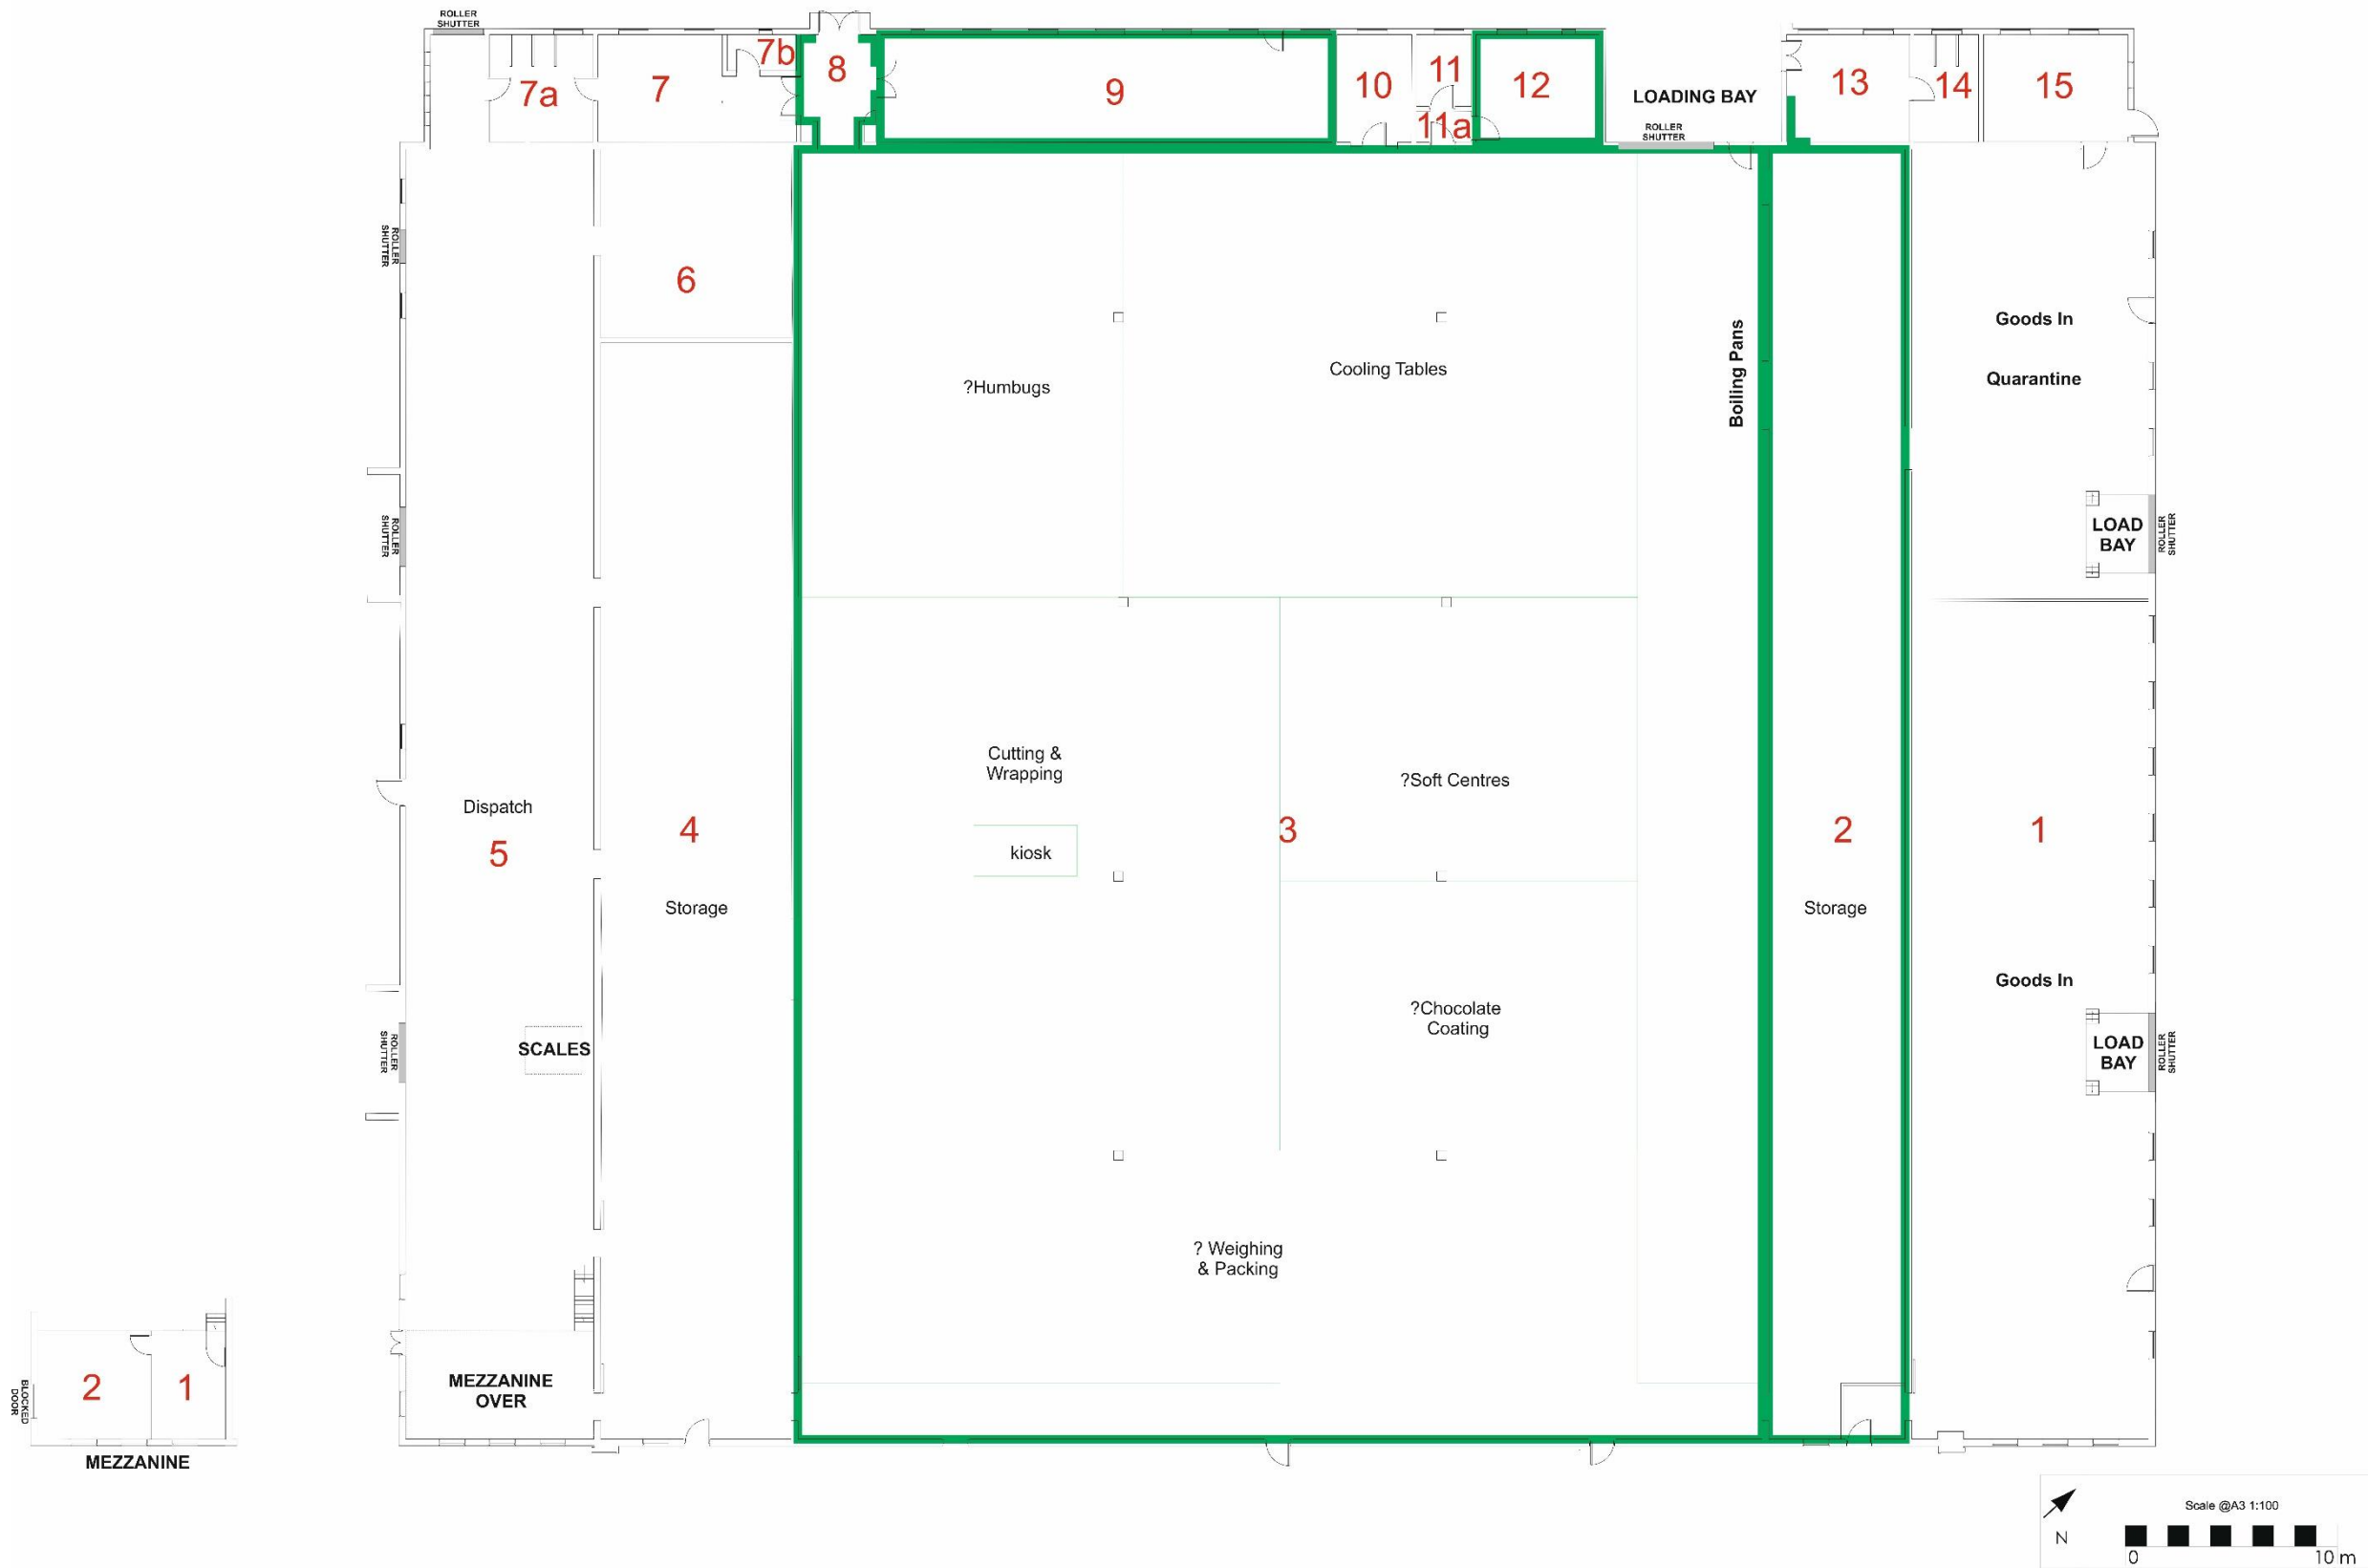 ROLLER
SHUTTER
7a
7
7b
8
9
10
11
11a
12
LOADING BAY
ROLLER
SHUTTER
13
14
15
ROLLER
SHUTTER
6
?Humbugs
Cooling Tables
Boiling Pans
Goods In
Quarantine
ROLLER
SHUTTER
LOAD
BAY
ROLLER
SHUTTER
Cutting &
Wrapping
?Soft Centres
Dispatch
5
4
Storage
kiosk
3
2
Storage
1
Goods In
?Chocolate
Coating
ROLLER
SHUTTER
SCALES
LOAD
BAY
ROLLER
SHUTTER
? Weighing
& Packing
MEZZANINE
OVER
BLOCKED
DOOR
2
1
MEZZANINE
N
Scale @A3 1:100
0
10 m